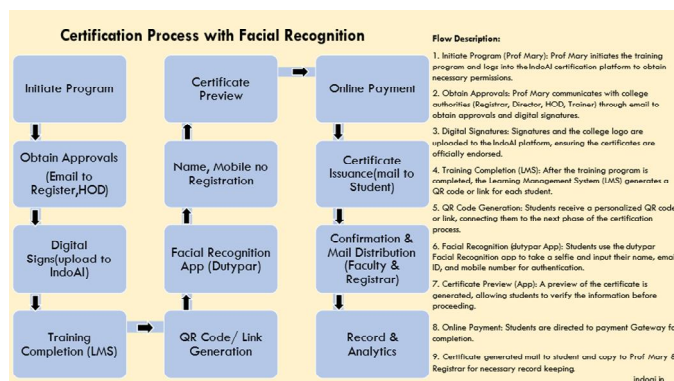 Certification Process with Facial Recognition
Initiate Program
Obtain Approvals
(Email to
Register,HOD)
Digital
Signs(upload to
IndoAI)
Training
Completion (LMS)
QR Code/ Link
Generation
Facial Recognition
App (Dutypar)
Name, Mobile no
Registration
Certificate
Preview
Online Payment
Certificate
Issuance(mail to
Student)
Confirmation &
Mail Distribution
(Faculty &
Registrar)
Record &
Analytics
Flow Description:
1. Initiate Program (Prof Mary): Prof Mary initiates the training
program and logs into the IndoAI certification platform to obtain
necessary permissions.
2. Obtain Approvals: Prof Mary communicates with college
authorities (Registrar, Director, HOD, Trainer) through email to
obtain approvals and digital signatures.
3. Digital Signatures: Signatures and the college logo are
uploaded to the IndoAI platform, ensuring the certificates are
officially endorsed.
4. Training Completion (LMS): After the training program is
completed, the Learning Management System (LMS) generates a
QR code or link for each student.
5. QR Code Generation: Students receive a personalized QR code
or link, connecting them to the next phase of the certification
process.
6. Facial Recognition (dutypar App): Students use the dutypar
Facial Recognition app to take a selfie and input their name, emai
ID, and mobile number for authentication.
7. Certificate Preview (App): A preview of the certificate is
generated, allowing students to verify the information before
proceeding.
8. Online Payment: Students are directed to payment Gateway fo
completion.
9. Certificate generated mail to student and copy to Prof Mary &
Registrar for necessary record keeping.
indoai.in